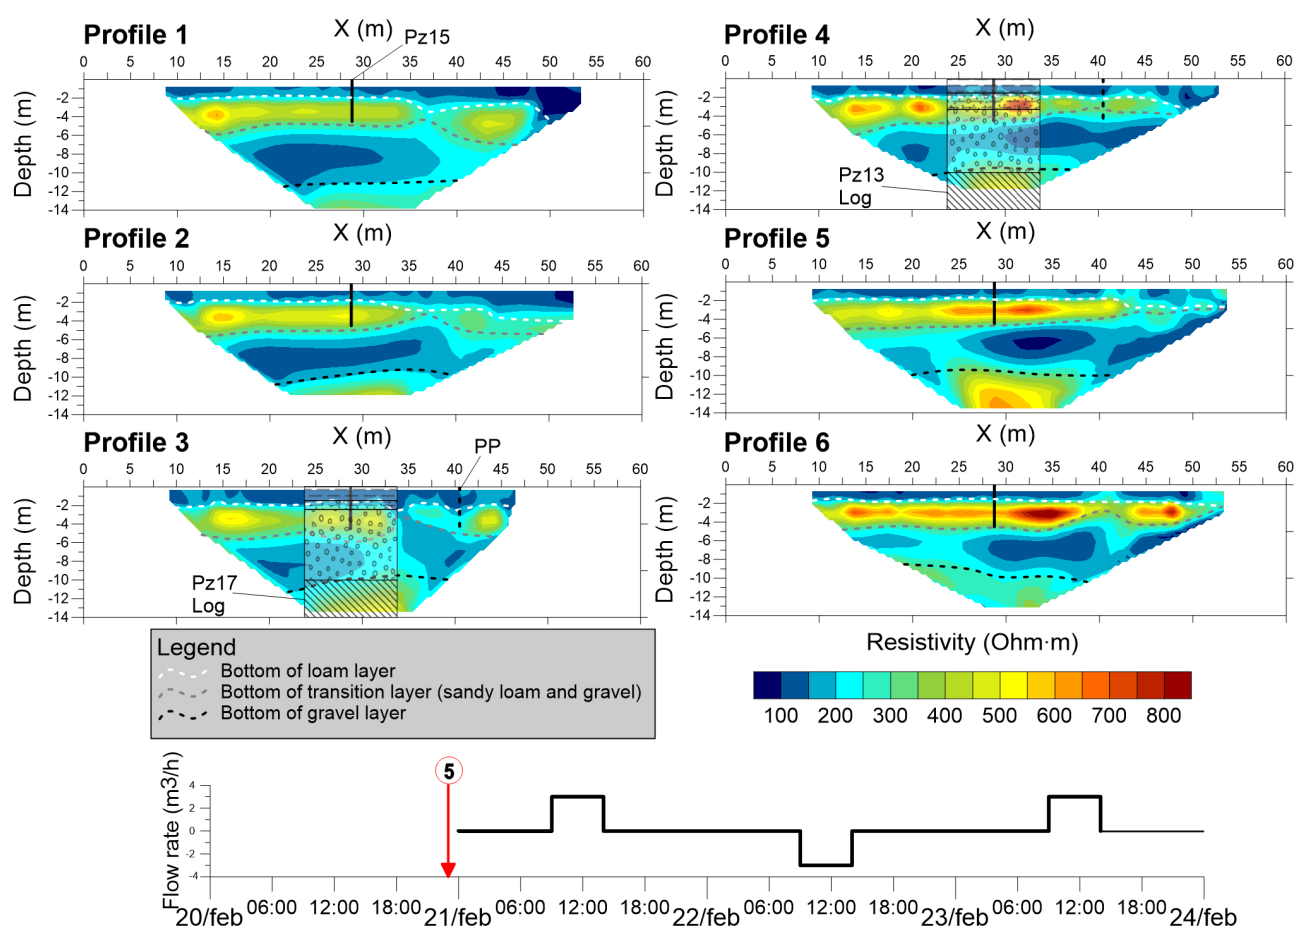 Profile 1
X (m)
Pz15
0 5 10 15 20 25 30 35 40 45 50 55 60
Depth (m)
-2
-4
-6
-8
-10
-12
-14
Profile 4
X (m)
0 5 10 15 20 25 30 35 40 45 50 55 60
Depth (m)
-2
-4
-6
-8
-10
-12
-14
Pz13
Log
Profile 2
X (m)
0 5 10 15 20 25 30 35 40 45 50 55 60
Depth (m)
-2
-4
-6
-8
-10
-12
-14
Profile 5
X (m)
0 5 10 15 20 25 30 35 40 45 50 55 60
Depth (m)
-2
-4
-6
-8
-10
-12
-14
Profile 3
X (m)
PP
0 5 10 15 20 25 30 35 40 45 50 55 60
Depth (m)
-2
-4
-6
-8
-10
-12
-14
Pz17
Log
Profile 6
X (m)
0 5 10 15 20 25 30 35 40 45 50 55 60
Depth (m)
-2
-4
-6
-8
-10
-12
-14
Legend
Bottom of loam layer
Bottom of transition layer (sandy loam and gravel)
Bottom of gravel layer
Resistivity (Ohm·m)
100 200 300 400 500 600 700 800
5
Flow rate (m3/h)
4
2
0
-2
-4
20/feb 06:00 12:00 18:00 21/feb 06:00 12:00 18:00 22/feb 06:00 12:00 18:00 23/feb 06:00 12:00 18:00 24/feb